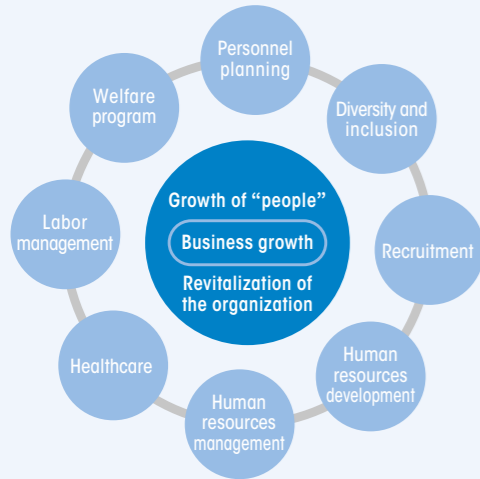 Personnel
planning
Diversity and
inclusion
Recruitment
Human
resources
development
Human
resources
management
Healthcare
Labor
management
Welfare
program
Growth of “people”
Business growth
Revitalization of
the organization